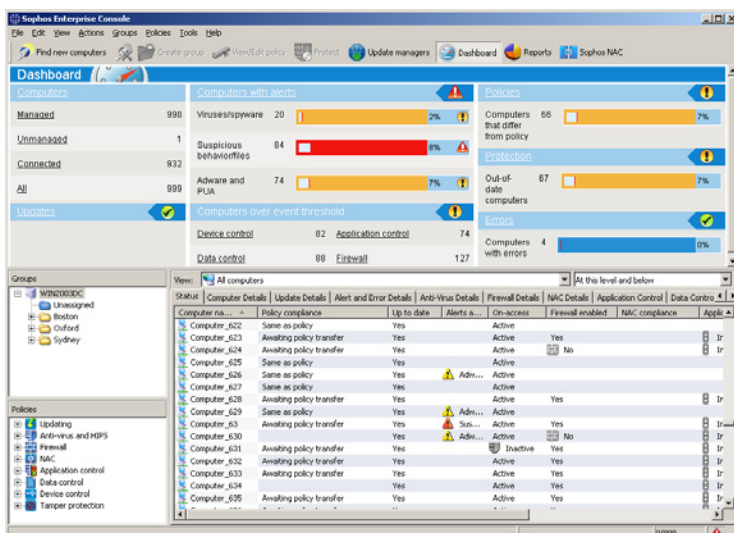 Sophos Enterprise Console
File Edit View Actions Groups Policies Tools Help
Find new computers Create group View/Edit policy Protect Update managers Dashboard Reports Sophos NAC
Dashboard
Computers
Managed 998
Unmanaged 1
Connected 932
All 999
Updates
Computers with alerts
Viruses/spyware 20 2%
Suspicious behavior/files 84 8%
Adware and PUA 74 7%
Computers over event threshold
Device control 82 Application control 74
Data control 88 Firewall 127
Policies
Computers that differ from policy 66 7%
Protection
Out-of-date computers 67 7%
Errors
Computers with errors 4 0%
Groups
WIN2003DC
Unassigned
Boston
Oxford
Sydney
Policies
Updating
Anti-virus and HIPS
Firewall
NAC
Application control
Data control
Device control
Tamper protection
View: All computers At this level and below
Status Computer Details Update Details Alert and Error Details Anti-Virus Details Firewall Details NAC Details Application Control Data Contro
Computer na... Policy compliance Up to date Alerts a... On-access Firewall enabled NAC compliance Applic
Computer_622 Same as policy Yes Active
Computer_623 Awaiting policy transfer Yes Active Yes Ir
Computer_624 Awaiting policy transfer Yes Active No Ir
Computer_625 Same as policy Yes Active
Computer_626 Same as policy Yes Adw... Active
Computer_627 Same as policy Yes Active
Computer_628 Awaiting policy transfer Yes Active Yes Ir
Computer_629 Same as policy Yes Adw... Active
Computer_63 Awaiting policy transfer Yes Sus... Active Yes Ir
Computer_630 Yes Adw... Active No Ir
Computer_631 Awaiting policy transfer Yes Inactive Yes Ir
Computer_632 Awaiting policy transfer Yes Active Yes Ir
Computer_633 Awaiting policy transfer Yes Active Yes Ir
Computer_634 Yes Active Yes Ir
Computer_635 Awaiting policy transfer Yes Active Yes Ir